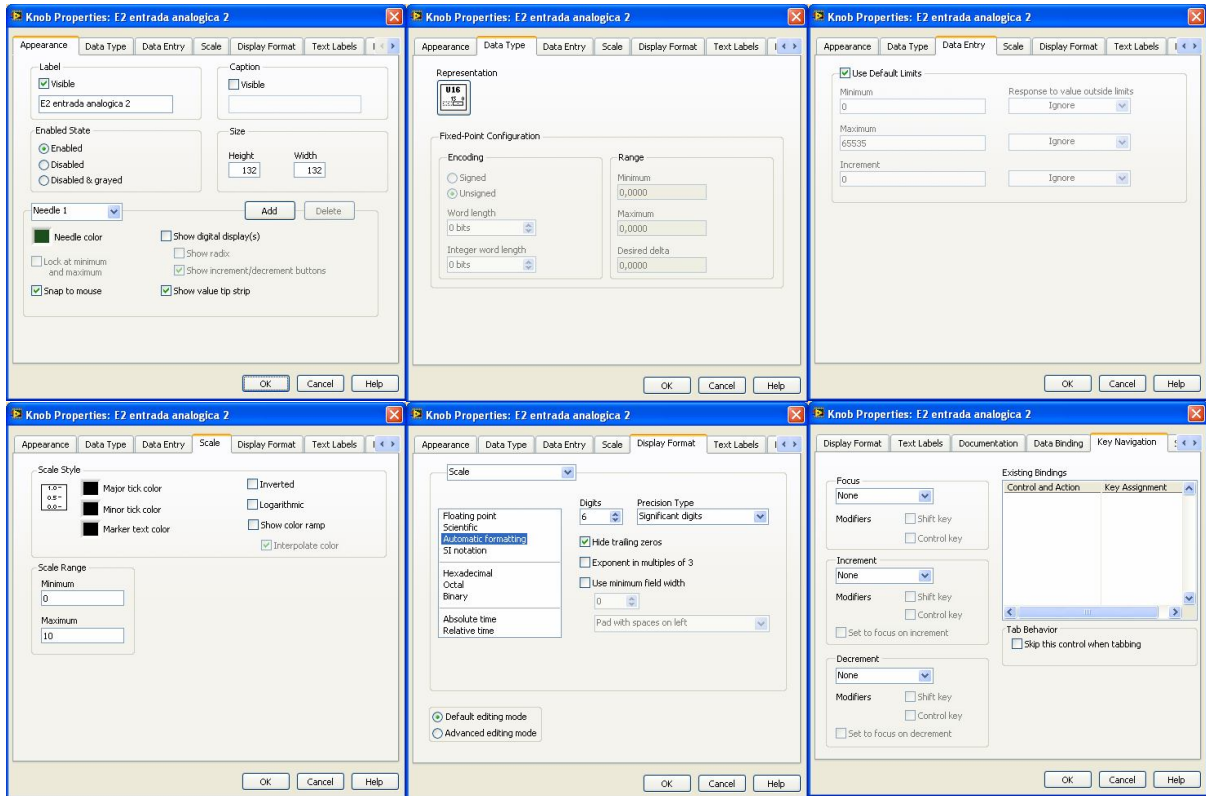 Knob Properties: E2 entrada analogica 2
Appearance Data Type Data Entry Scale Display Format Text Labels
Label
Visible
E2 entrada analogica 2
Caption
Visible
Enabled State
Enabled
Disabled
Disabled & grayed
Size
Height Width
132 132
Needle 1 Add Delete
Needle color
Lock at minimum
and maximum
Snap to mouse
Show digital display(s)
Show radix
Show increment/decrement buttons
Show value tip strip
OK Cancel Help
Knob Properties: E2 entrada analogica 2
Appearance Data Type Data Entry Scale Display Format Text Labels
Representation
U16
Fixed-Point Configuration
Encoding
Signed
Unsigned
Word length
0 bits
Integer word length
0 bits
Range
Minimum
0,0000
Maximum
0,0000
Desired delta
0,0000
OK Cancel Help
Knob Properties: E2 entrada analogica 2
Appearance Data Type Data Entry Scale Display Format Text Labels
Use Default Limits
Minimum Response to value outside limits
0 Ignore
Maximum
65535 Ignore
Increment
0 Ignore
OK Cancel Help
Knob Properties: E2 entrada analogica 2
Appearance Data Type Data Entry Scale Display Format Text Labels
Scale Style
1.0
0.5
0.0
Major tick color
Minor tick color
Marker text color
Inverted
Logarithmic
Show color ramp
Interpolate color
Scale Range
Minimum
0
Maximum
10
OK Cancel Help
Knob Properties: E2 entrada analogica 2
Appearance Data Type Data Entry Scale Display Format Text Labels
Scale
Floating point
Scientific
Automatic formatting
SI notation
Hexadecimal
Octal
Binary
Absolute time
Relative time
Digits Precision Type
6 Significant digits
Hide trailing zeros
Exponent in multiples of 3
Use minimum field width
0
Pad with spaces on left
Default editing mode
Advanced editing mode
OK Cancel Help
Knob Properties: E2 entrada analogica 2
Display Format Text Labels Documentation Data Binding Key Navigation
Focus
None
Modifiers Shift key
Control key
Increment
None
Modifiers Shift key
Control key
Set to focus on increment
Decrement
None
Modifiers Shift key
Control key
Set to focus on decrement
Existing Bindings
Control and Action Key Assignment
Tab Behavior
Skip this control when tabbing
OK Cancel Help